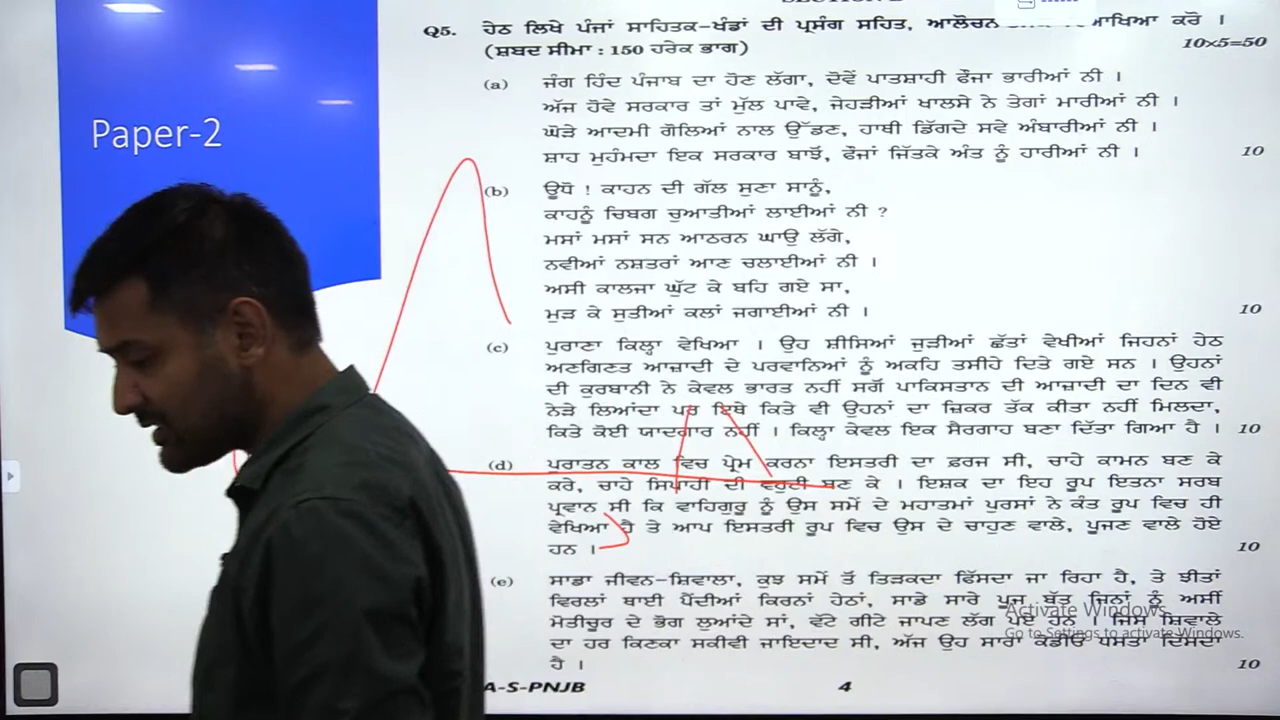 Paper-2
Q5. ਹੇਠ ਲਿਖੇ ਪੰਜਾਂ ਸਾਹਿਤਕ-ਖੰਡਾਂ ਦੀ ਪ੍ਰਸੰਗ ਸਹਿਤ, ਆਲੋਚਨ ਕਰੋ ।
(ਸ਼ਬਦ ਸੀਮਾ : 150 ਹਰੇਕ ਭਾਗ) 10×5=50
(a) ਜੰਗ ਹਿੰਦ ਪੰਜਾਬ ਦਾ ਹੋਣ ਲੱਗਾ, ਦੋਵੇਂ ਪਾਤਸ਼ਾਹੀ ਫੌਜਾ ਭਾਰੀਆਂ ਨੀ ।
ਅੱਜ ਹੋਵੇ ਸਰਕਾਰ ਤਾਂ ਮੁੱਲ ਪਾਵੇ, ਜੇਹੜੀਆਂ ਖਾਲਸੇ ਨੇ ਤੇਗਾਂ ਮਾਰੀਆਂ ਨੀ ।
ਘੋੜੇ ਆਦਮੀ ਗੋਲਿਆਂ ਨਾਲ ਉੱਡਣ, ਹਾਥੀ ਡਿੱਗਦੇ ਸਵੇ ਅੰਬਾਰੀਆਂ ਨੀ ।
ਸ਼ਾਹ ਮੁਹੰਮਦਾ ਇਕ ਸਰਕਾਰ ਬਾਝੋਂ, ਫੌਜਾਂ ਜਿੱਤਕੇ ਅੰਤ ਨੂੰ ਹਾਰੀਆਂ ਨੀ । 10
(b) ਊਧੋ ! ਕਾਹਨ ਦੀ ਗੱਲ ਸੁਣਾ ਸਾਨੂੰ,
ਕਾਹਨੂੰ ਚਿਬਗ ਚੁਆਤੀਆਂ ਲਾਈਆਂ ਨੀ ?
ਮਸਾਂ ਮਸਾਂ ਸਨ ਆਠਰਨ ਘਾਉ ਲੱਗੇ,
ਨਵੀਆਂ ਨਸ਼ਤਰਾਂ ਆਣ ਚਲਾਈਆਂ ਨੀ ।
ਅਸੀ ਕਾਲਜਾ ਘੁੱਟ ਕੇ ਬਹਿ ਗਏ ਸਾ,
ਮੁੜ ਕੇ ਸੁਤੀਆਂ ਕਲਾਂ ਜਗਾਈਆਂ ਨੀ । 10
(c) ਪੁਰਾਣਾ ਕਿਲ੍ਹਾ ਵੇਖਿਆ । ਉਹ ਸ਼ੀਸਿਆਂ ਜੁੜੀਆਂ ਛੱਤਾਂ ਵੇਖੀਆਂ ਜਿਹਨਾਂ ਹੇਠ
ਅਣਗਿਣਤ ਆਜ਼ਾਦੀ ਦੇ ਪਰਵਾਨਿਆਂ ਨੂੰ ਅਕਹਿ ਤਸੀਹੇ ਦਿਤੇ ਗਏ ਸਨ । ਉਹਨਾਂ
ਦੀ ਕੁਰਬਾਨੀ ਨੇ ਕੇਵਲ ਭਾਰਤ ਨਹੀਂ ਸਗੋਂ ਪਾਕਿਸਤਾਨ ਦੀ ਆਜ਼ਾਦੀ ਦਾ ਦਿਨ ਵੀ
ਨੇੜੇ ਲਿਆਂਦਾ ਪਰ ਇਥੇ ਕਿਤੇ ਵੀ ਉਹਨਾਂ ਦਾ ਜ਼ਿਕਰ ਤੱਕ ਕੀਤਾ ਨਹੀਂ ਮਿਲਦਾ,
ਕਿਤੇ ਕੋਈ ਯਾਦਗਾਰ ਨਹੀਂ । ਕਿਲ੍ਹਾ ਕੇਵਲ ਇਕ ਸੈਰਗਾਹ ਬਣਾ ਦਿੱਤਾ ਗਿਆ ਹੈ । 10
(d) ਪੁਰਾਤਨ ਕਾਲ ਵਿਚ ਪ੍ਰੇਮ ਕਰਨਾ ਇਸਤਰੀ ਦਾ ਫ਼ਰਜ ਸੀ, ਚਾਹੇ ਕਾਮਨ ਬਣ ਕੇ
ਕਰੇ, ਚਾਹੇ ਸਿਪਾਹੀ ਦੀ ਵਹੁਟੀ ਬਣ ਕੇ । ਇਸ਼ਕ ਦਾ ਇਹ ਰੂਪ ਇਤਨਾ ਸਰਬ
ਪ੍ਰਵਾਨ ਸੀ ਕਿ ਵਾਹਿਗੁਰੂ ਨੂੰ ਉਸ ਸਮੇਂ ਦੇ ਮਹਾਤਮਾਂ ਪੁਰਸਾਂ ਨੇ ਕੰਤ ਰੂਪ ਵਿਚ ਹੀ
ਵੇਖਿਆ ਹੈ ਤੇ ਆਪ ਇਸਤਰੀ ਰੂਪ ਵਿਚ ਉਸ ਦੇ ਚਾਹੁਣ ਵਾਲੇ, ਪੂਜਣ ਵਾਲੇ ਹੋਏ
ਹਨ । 10
(e) ਸਾਡਾ ਜੀਵਨ-ਸ਼ਿਵਾਲਾ, ਕੁਝ ਸਮੇਂ ਤੋਂ ਤਿੜਕਦਾ ਫਿੱਸਦਾ ਜਾ ਰਿਹਾ ਹੈ, ਤੇ ਝੀਤਾਂ
ਵਿਰਲਾਂ ਥਾਈ ਪੈਂਦੀਆਂ ਕਿਰਨਾਂ ਹੇਠਾਂ, ਸਾਡੇ ਸਾਰੇ ਪੂਜ ਬੱਤ ਜਿਨਾਂ ਨੂੰ ਅਸੀਂ
ਮੋਤੀਚੂਰ ਦੇ ਭੋਗ ਲੁਆਂਦੇ ਸਾਂ, ਵੱਟੇ ਗੀਟੇ ਜਾਪਣ ਲੱਗ ਪਏ ਹਨ । ਜਿਸ ਸ਼ਿਵਾਲੇ
ਦਾ ਹਰ ਕਿਣਕਾ ਸਕੀਵੀ ਜਾਇਦਾਦ ਸੀ, ਅੱਜ ਉਹ ਸਾਰਾ ਦਿਸਦਾ
ਹੈ । 10
Activate Windows
Go to Settings to activate Windows.
A-S-PNJB 4